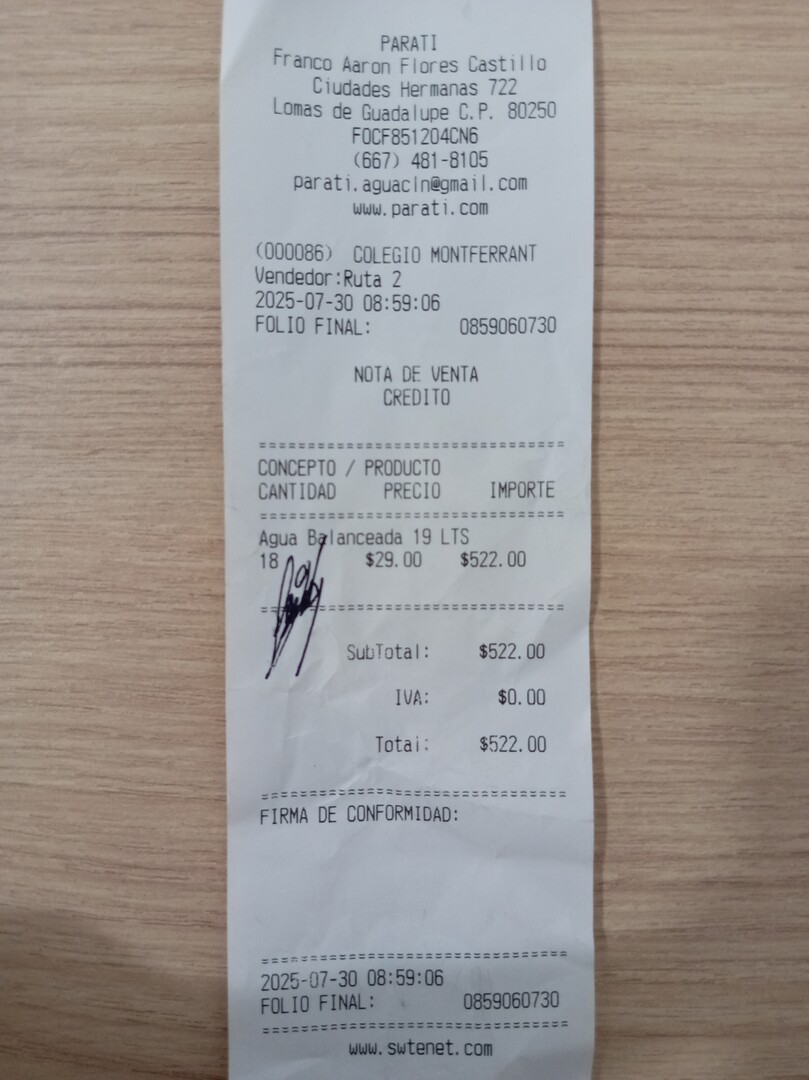 PARATI
Franco Aaron Flores Castillo
Ciudades Hermanas 722
Lomas de Guadalupe C.P. 80250
FOCF851204CN6
(667) 481-8105
parati.aguacln@gmail.com
www.parati.com
(000086) COLEGIO MONTFERRANT
Vendedor:Ruta 2
2025-07-30 08:59:06
FOLIO FINAL: 0859060730
NOTA DE VENTA
CREDITO
==================================
CONCEPTO / PRODUCTO
CANTIDAD PRECIO IMPORTE
==================================
Agua Balanceada 19 LTS
18 $29.00 $522.00
==================================
SubTotal: $522.00
IVA: $0.00
Total: $522.00
==================================
FIRMA DE CONFORMIDAD:
==================================
2025-07-30 08:59:06
FOLIO FINAL: 0859060730
==================================
www.swtenet.com